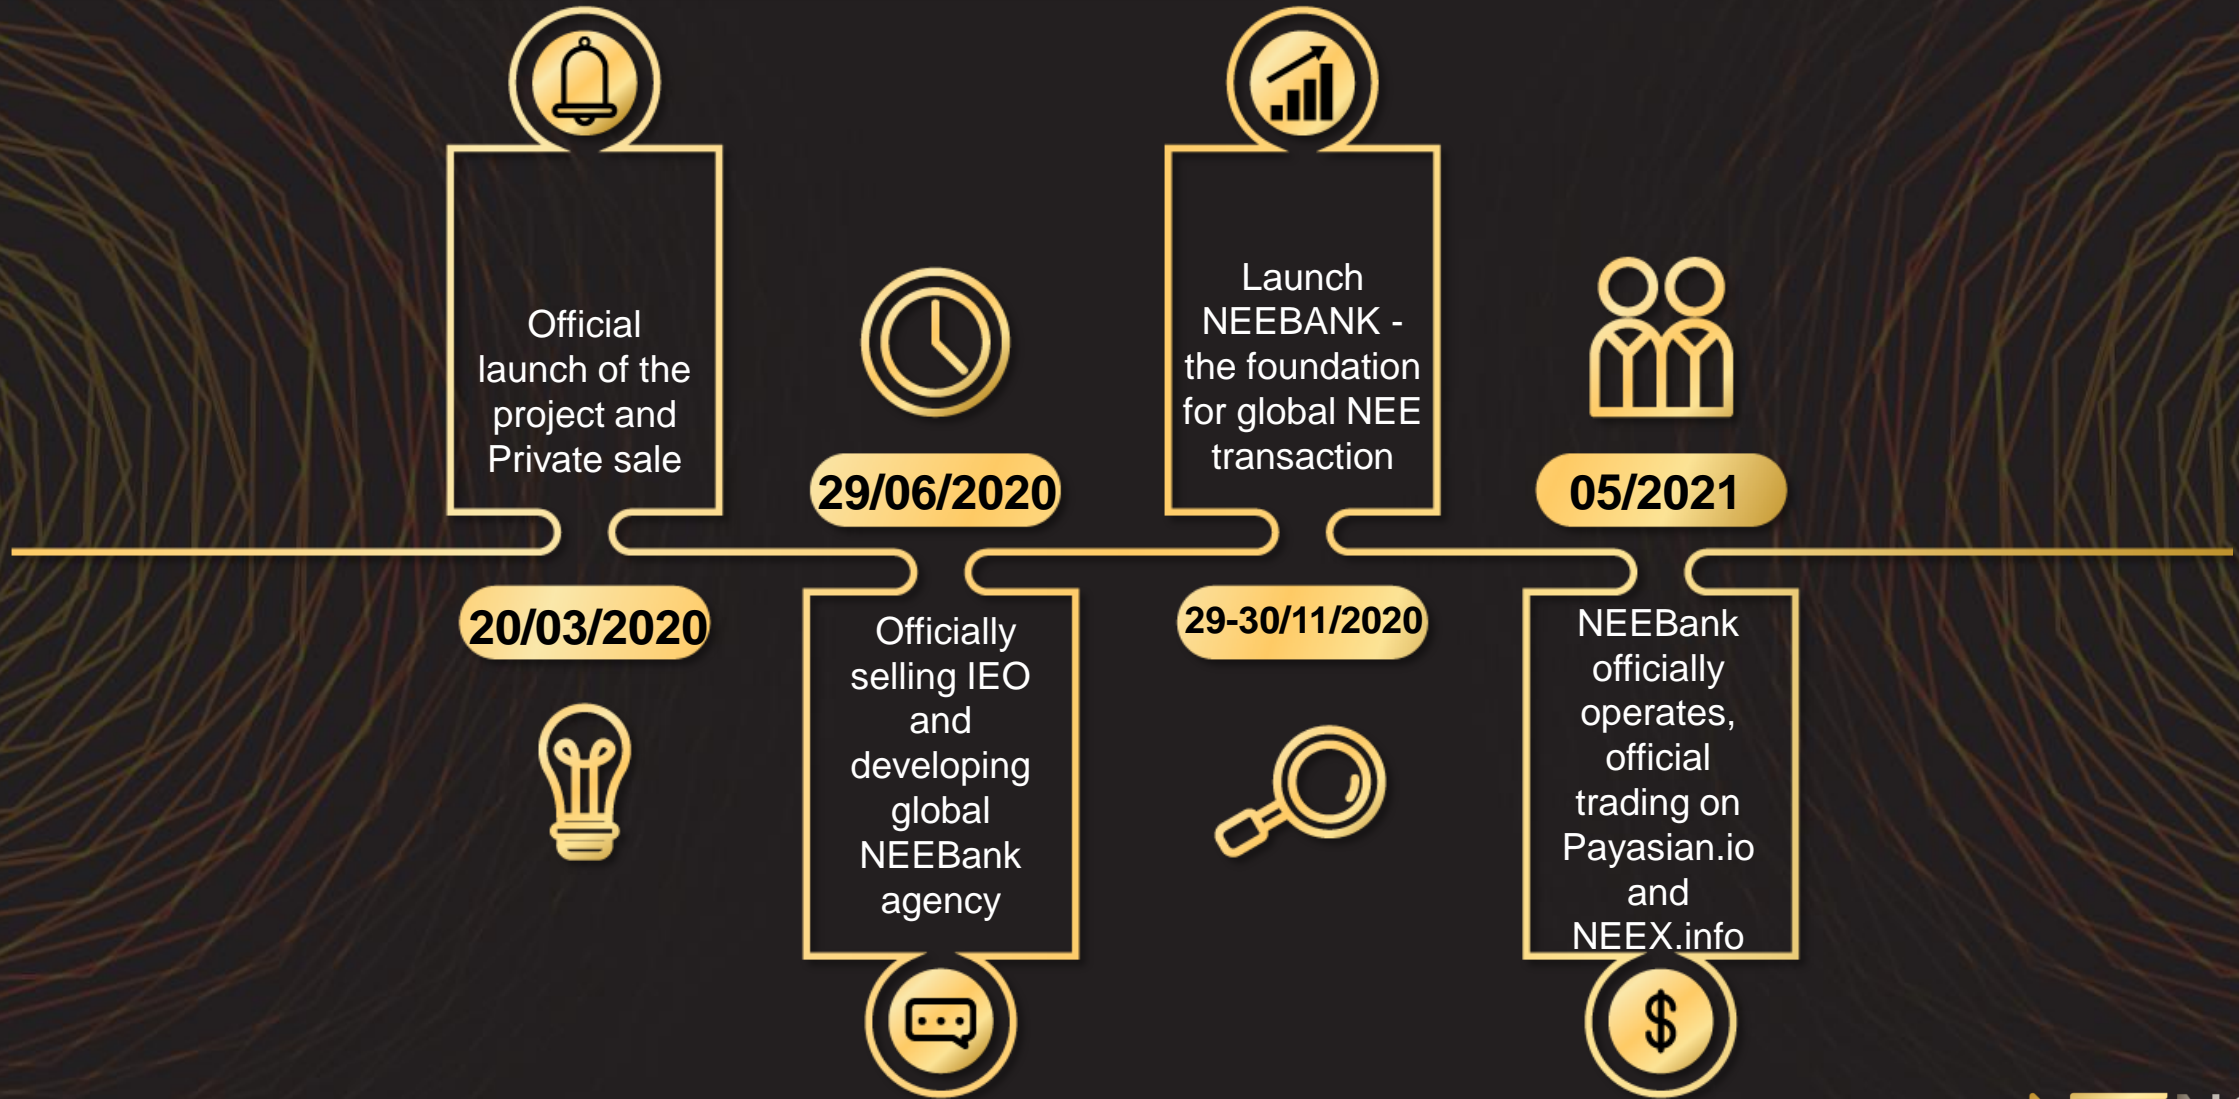 Official
launch of the
project and
Private sale
20/03/2020
29/06/2020
Officially
selling IEO
and
developing
global
NEEBank
agency
Launch
NEEBANK -
the foundation
for global NEE
transaction
29-30/11/2020
05/2021
NEEBank
officially
operates,
official
trading on
Payasian.io
and
NEEX.info